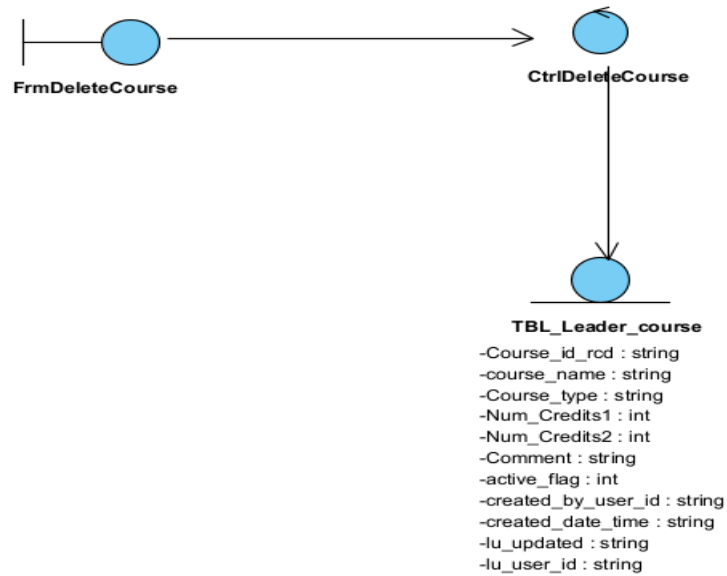 FrmDeleteCourse
CtrlDeleteCourse
TBL_Leader_course
-Course_id_rcd : string
-course_name : string
-Course_type : string
-Num_Credits1 : int
-Num_Credits2 : int
-Comment : string
-active_flag : int
-created_by_user_id : string
-created_date_time : string
-lu_updated : string
-lu_user_id : string